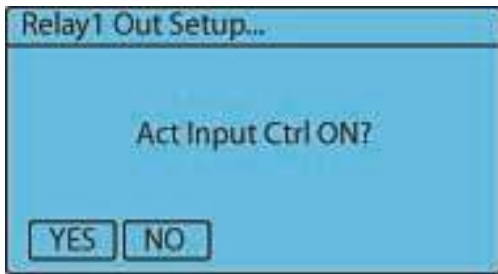 Relay1 Out Setup...
Act Input Ctrl ON?
YES NO